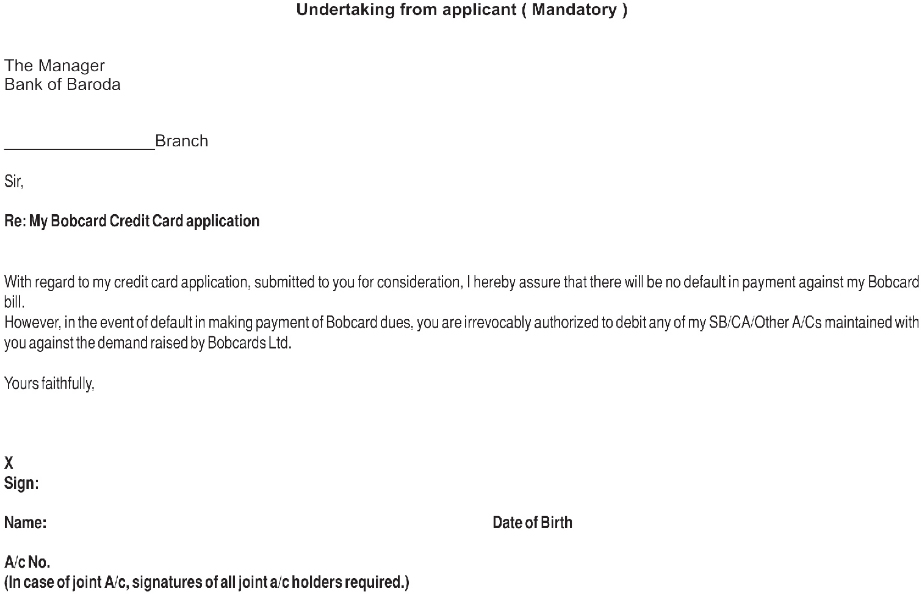 Undertaking from applicant ( Mandatory )
The Manager
Bank of Baroda
_________________Branch
Sir,
Re: My Bobcard Credit Card application
With regard to my credit card application, submitted to you for consideration, I hereby assure that there will be no default in payment against my Bobcard
bill.
However, in the event of default in making payment of Bobcard dues, you are irrevocably authorized to debit any of my SB/CA/Other A/Cs maintained with
you against the demand raised by Bobcards Ltd.
Yours faithfully,
X
Sign:
Name: Date of Birth
A/c No.
(In case of joint A/c, signatures of all joint a/c holders required.)